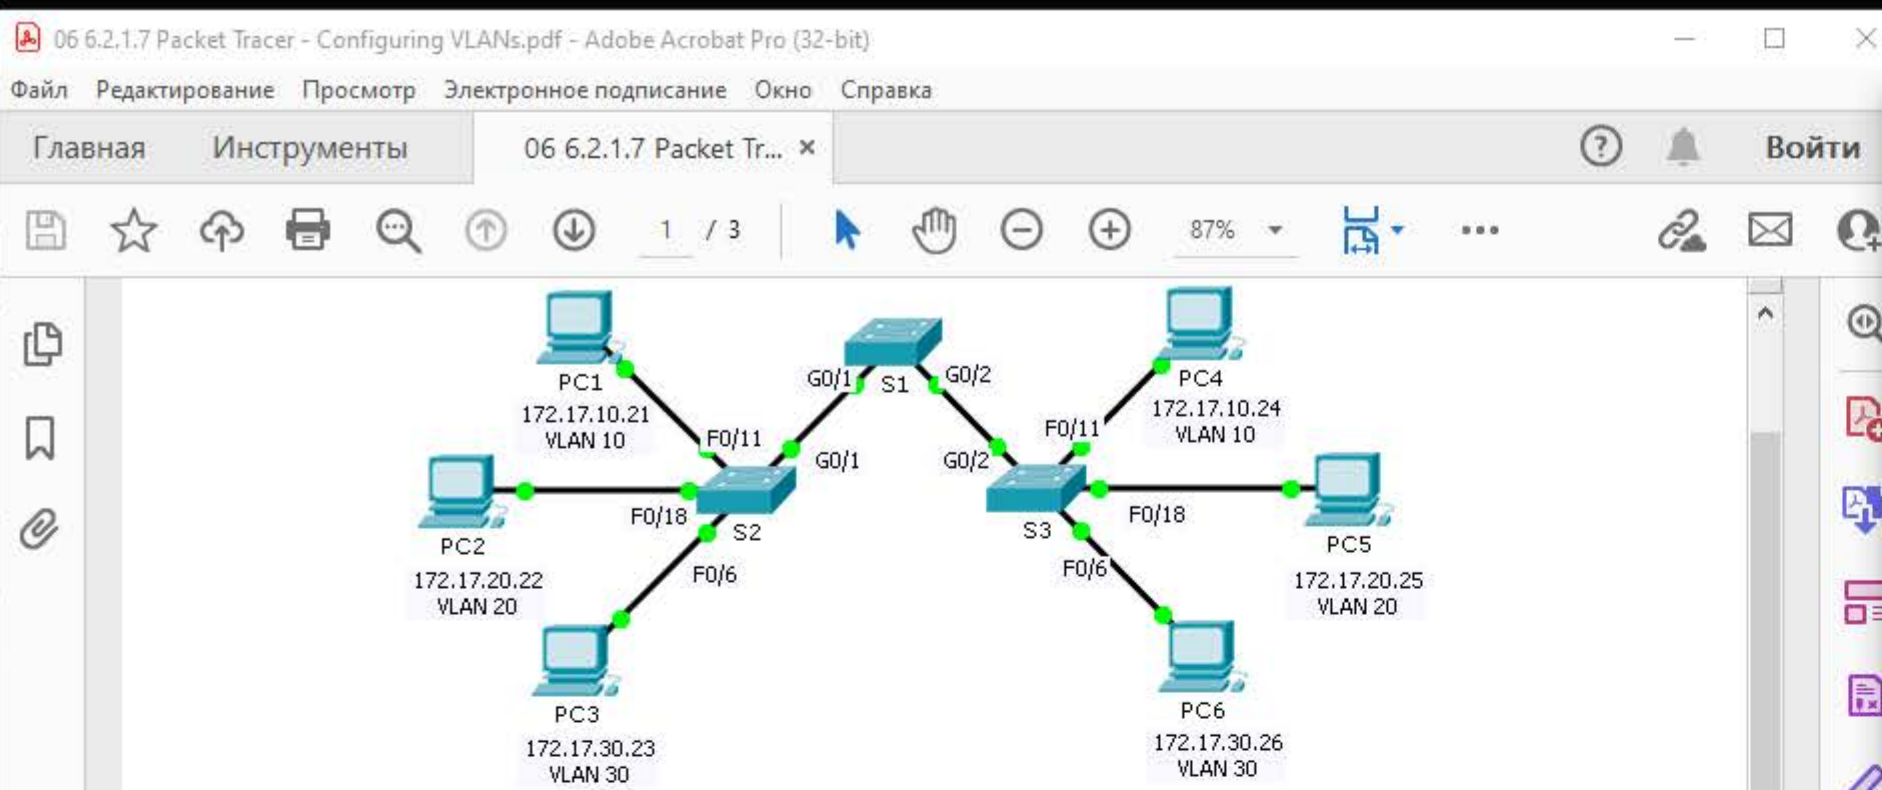 06 6.2.1.7 Packet Tracer - Configuring VLANs.pdf - Adobe Acrobat Pro (32-bit)
Файл Редактирование Просмотр Электронное подписание Окно Справка
Главная Инструменты 06 6.2.1.7 Packet Tr... × Войти
1 / 3 87%
PC1
172.17.10.21
VLAN 10
G0/1
S1
G0/2
PC4
172.17.10.24
VLAN 10
F0/11
G0/1
F0/11
G0/2
F0/18
S2
PC2
172.17.20.22
VLAN 20
F0/6
S3
F0/18
PC5
172.17.20.25
VLAN 20
F0/6
PC3
172.17.30.23
VLAN 30
PC6
172.17.30.26
VLAN 30